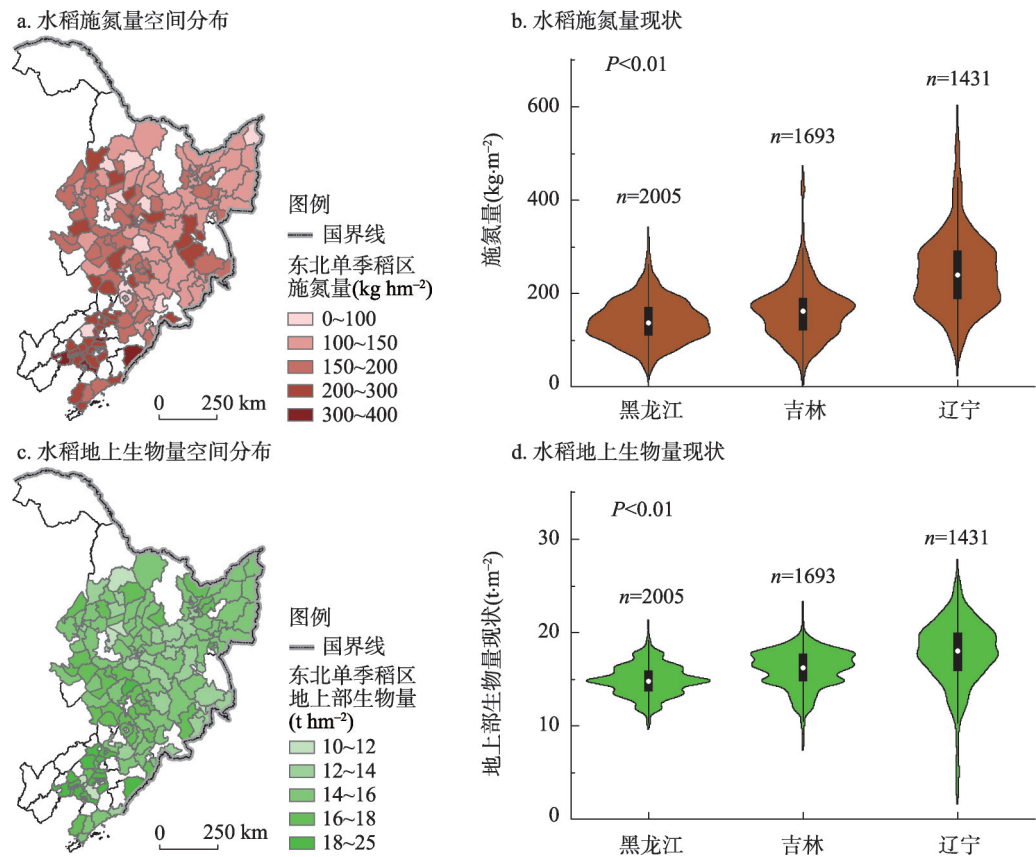 a. 水稻施氮量空间分布
图例
国界线
东北单季稻区
施氮量(kg hm⁻²)
0~100
100~150
150~200
200~300
300~400
0 250 km
b. 水稻施氮量现状
P<0.01
n=2005
n=1693
n=1431
施氮量(kg·m⁻²)
600
400
200
0
黑龙江 吉林 辽宁
c. 水稻地上生物量空间分布
图例
国界线
东北单季稻区
地上部生物量
(t hm⁻²)
10~12
12~14
14~16
16~18
18~25
0 250 km
d. 水稻地上生物量现状
P<0.01
n=2005
n=1693
n=1431
地上部生物量现状(t·m⁻²)
30
20
10
0
黑龙江 吉林 辽宁